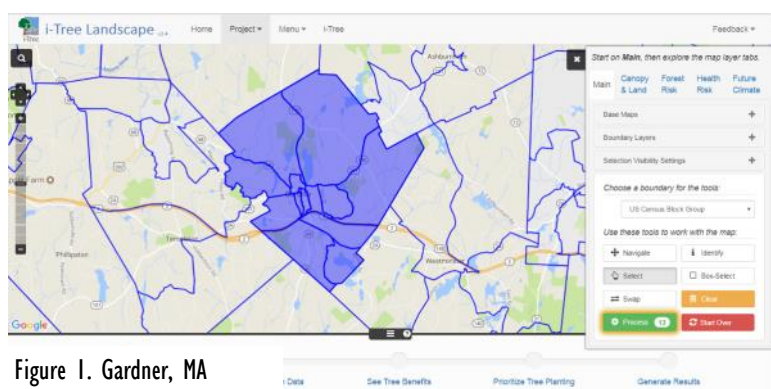 i-Tree Landscape
Home
Project
Menu
i-Tree
Feedback
i-Tree
Start on Main, then explore the map layer tabs.
Main
Canopy & Land
Forest Risk
Health Risk
Future Climate
Base Maps
Boundary Layers
Selection Visibility Settings
Choose a boundary for the tools:
US Census Block Group
Use these tools to work with the map:
Navigate
Identify
Select
Box-Select
Swap
Clear
Process
Start Over
Phillipston
Google
Figure 1. Gardner, MA
Data
See Tree Benefits
Prioritize Tree Planting
Generate Results